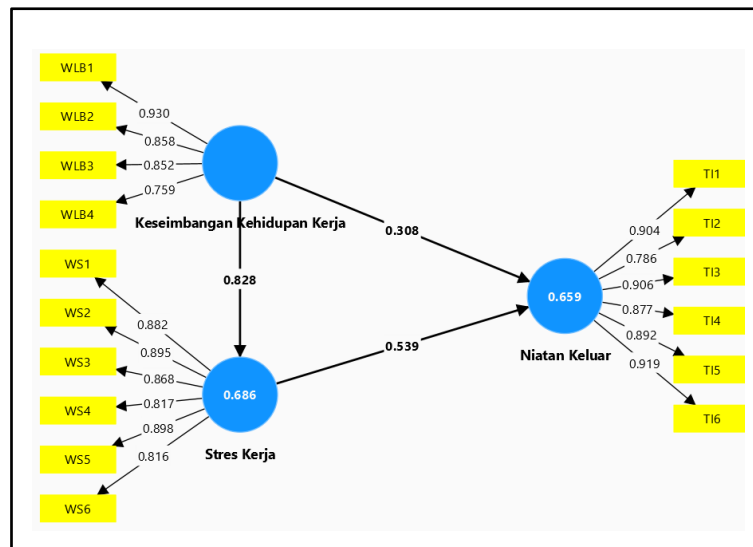 WLB1
WLB2
WLB3
WLB4
0.930
0.858
0.852
0.759
Keseimbangan Kehidupan Kerja
0.308
0.828
WS1
WS2
WS3
WS4
WS5
WS6
0.882
0.895
0.868
0.817
0.898
0.816
0.686
Stres Kerja
0.539
0.659
Niatan Keluar
0.904
0.786
0.906
0.877
0.892
0.919
TI1
TI2
TI3
TI4
TI5
TI6